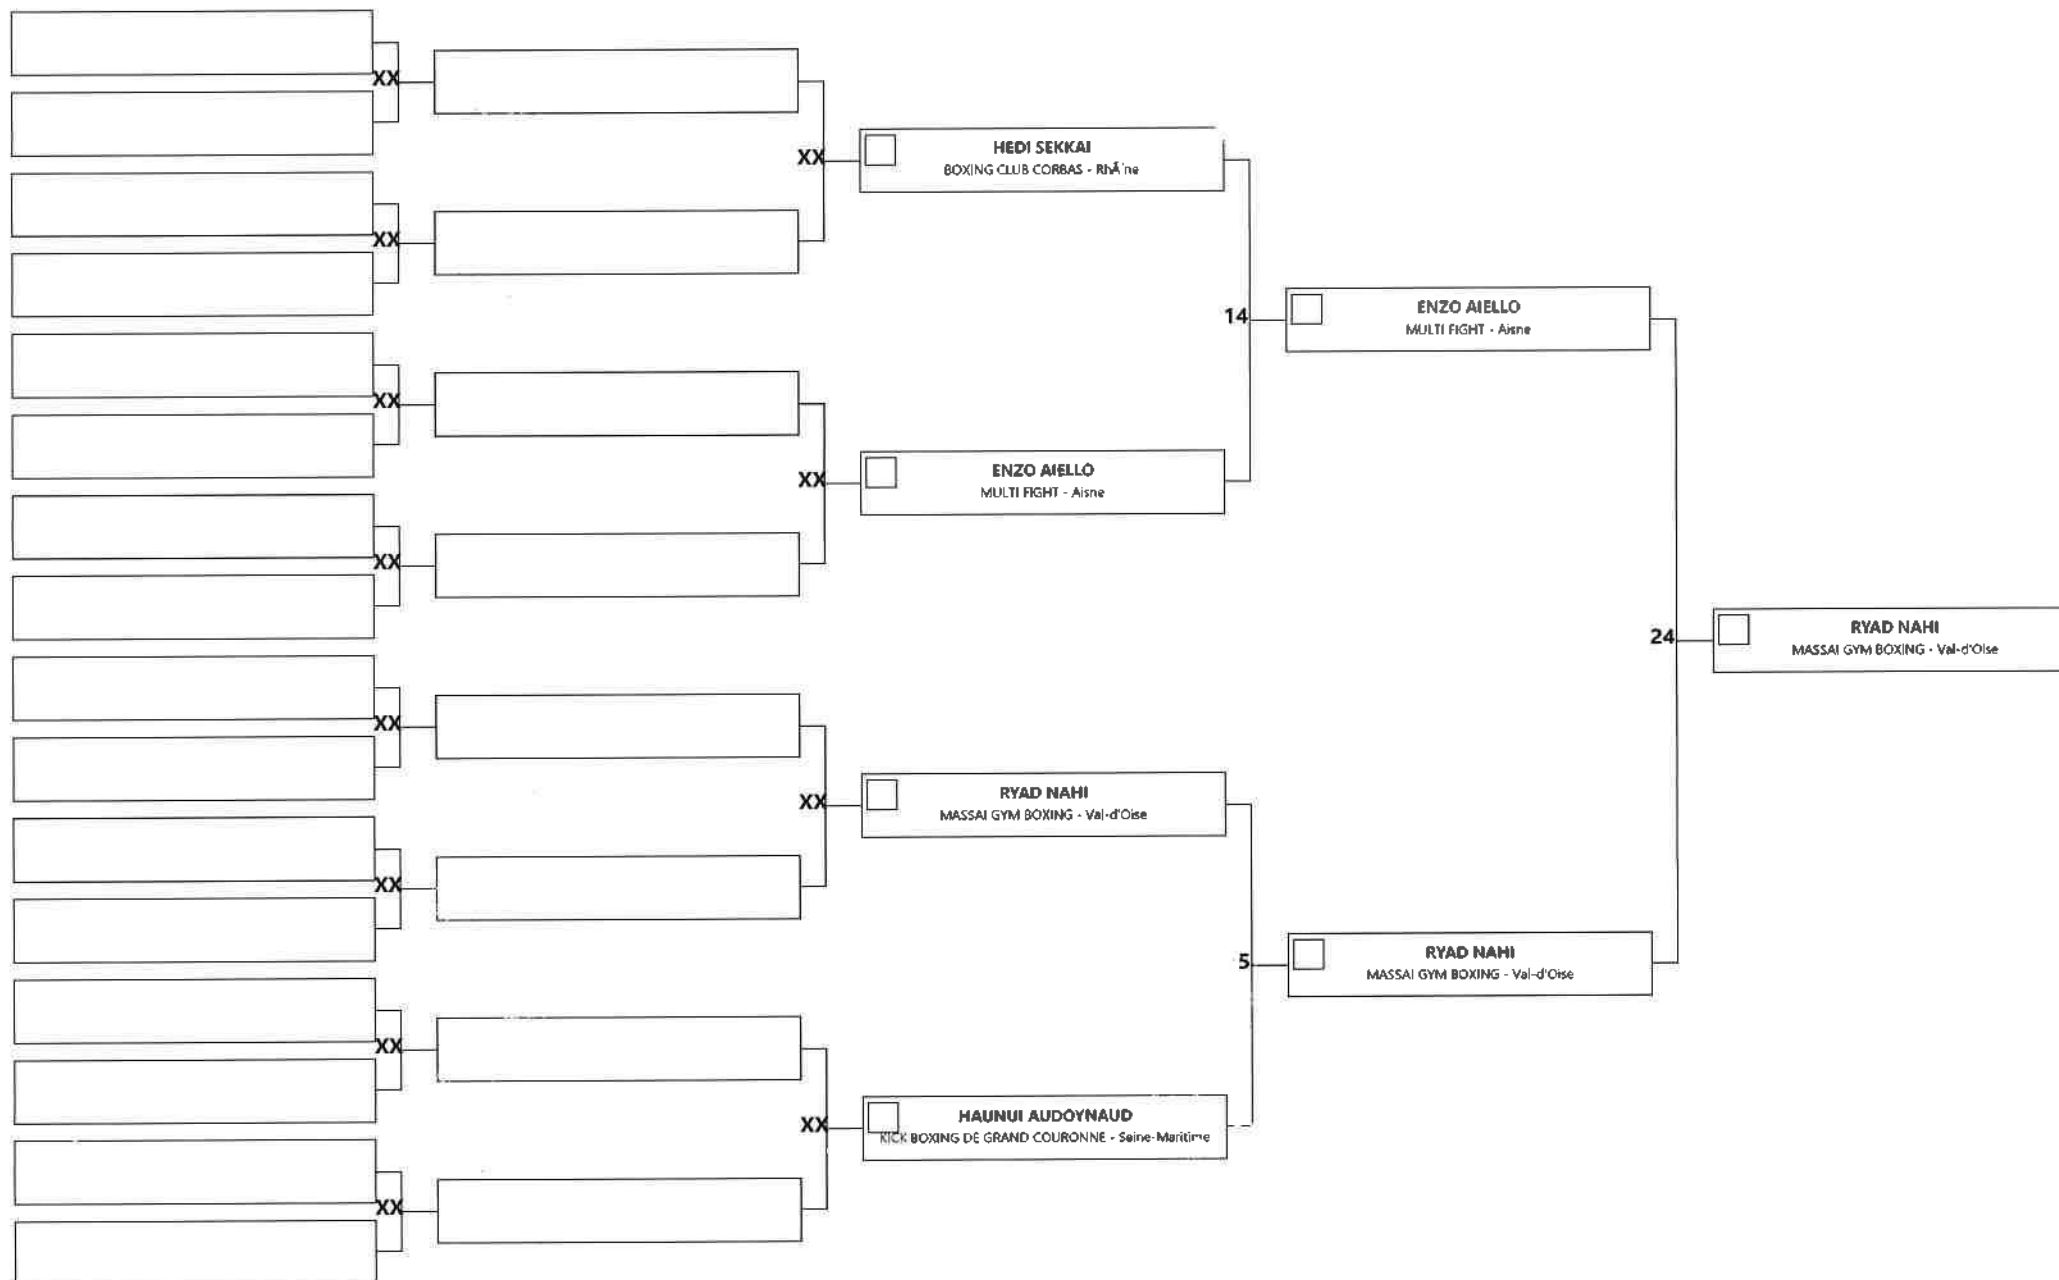 XX
XX
HEDI SEKKAI
BOXING CLUB CORBAS - RhÃ´ne
XX
14
ENZO AIELLO
MULTI FIGHT - Aisne
XX
XX
ENZO AIELLO
MULTI FIGHT - Aisne
XX
24
RYAD NAHI
MASSAI GYM BOXING - Val-d'Oise
XX
XX
RYAD NAHI
MASSAI GYM BOXING - Val-d'Oise
XX
5
RYAD NAHI
MASSAI GYM BOXING - Val-d'Oise
XX
XX
HAUNUI AUDOYNAUD
KICK BOXING DE GRAND COURONNE - Seine-Maritime
XX